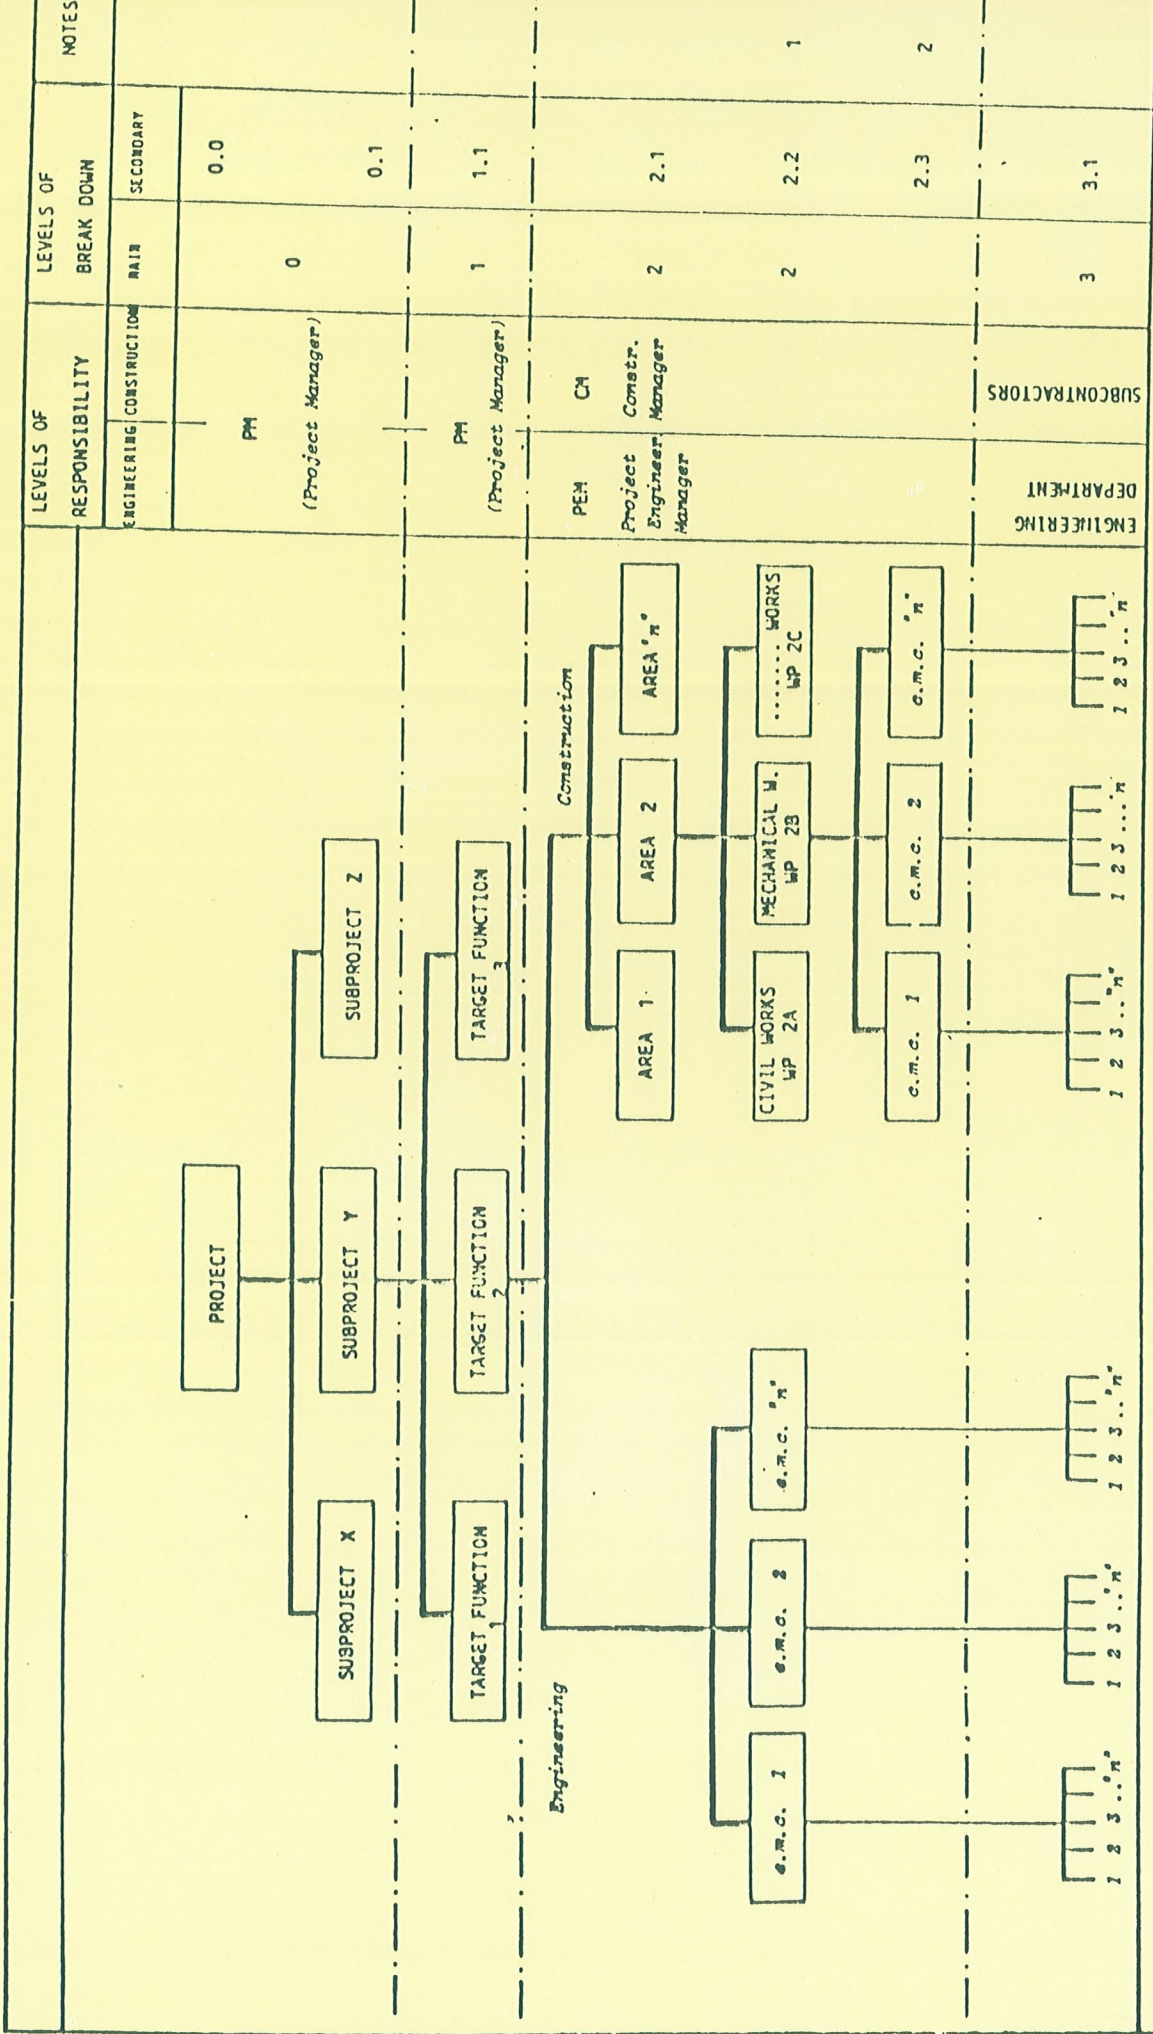 LEVELS OF
RESPONSIBILITY
LEVELS OF
BREAK DOWN
NOTES
ENGINEERING
CONSTRUCTION
MAIN
SECONDARY
PROJECT
PM
(Project Manager)
0
0.0
SUBPROJECT X
SUBPROJECT Y
SUBPROJECT Z
0.1
TARGET FUNCTION
1
TARGET FUNCTION
2
TARGET FUNCTION
3
PM
(Project Manager)
1
1.1
Engineering
Construction
PEM
CM
Project
Engineer.
Manager
Constr.
Manager
AREA 1
AREA 2
AREA "n"
2
2.1
e.m.c. 1
e.m.c. 2
e.m.c. "n"
CIVIL WORKS
WP 2A
MECHANICAL W.
WP 2B
....... WORKS
WP 2C
2
2.2
1
c.m.c. 1
c.m.c. 2
c.m.c. "n"
2.3
2
1 2 3.."n"
1 2 3.."n"
1 2 3.."n"
1 2 3.."n"
1 2 3..."n
1 2 3.."n
ENGINEERING
DEPARTMENT
SUBCONTRACTORS
3
3.1